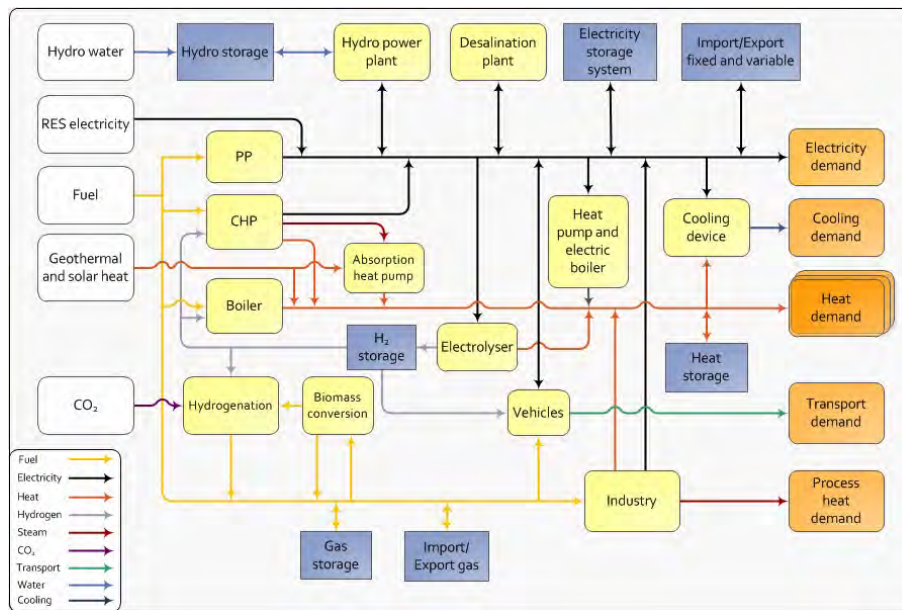 Hydro water
Hydro storage
Hydro power
plant
Desalination
plant
Electricity
storage
system
Import/Export
fixed and variable
RES electricity
PP
Electricity
demand
Fuel
CHP
Heat
pump and
electric
boiler
Cooling
device
Cooling
demand
Geothermal
and solar heat
Absorption
heat pump
Boiler
Heat
demand
H₂
storage
Electrolyser
Heat
storage
CO₂
Hydrogenation
Biomass
conversion
Vehicles
Transport
demand
Fuel
Electricity
Heat
Hydrogen
Steam
CO₂
Transport
Water
Cooling
Industry
Process
heat
demand
Gas
storage
Import/
Export gas